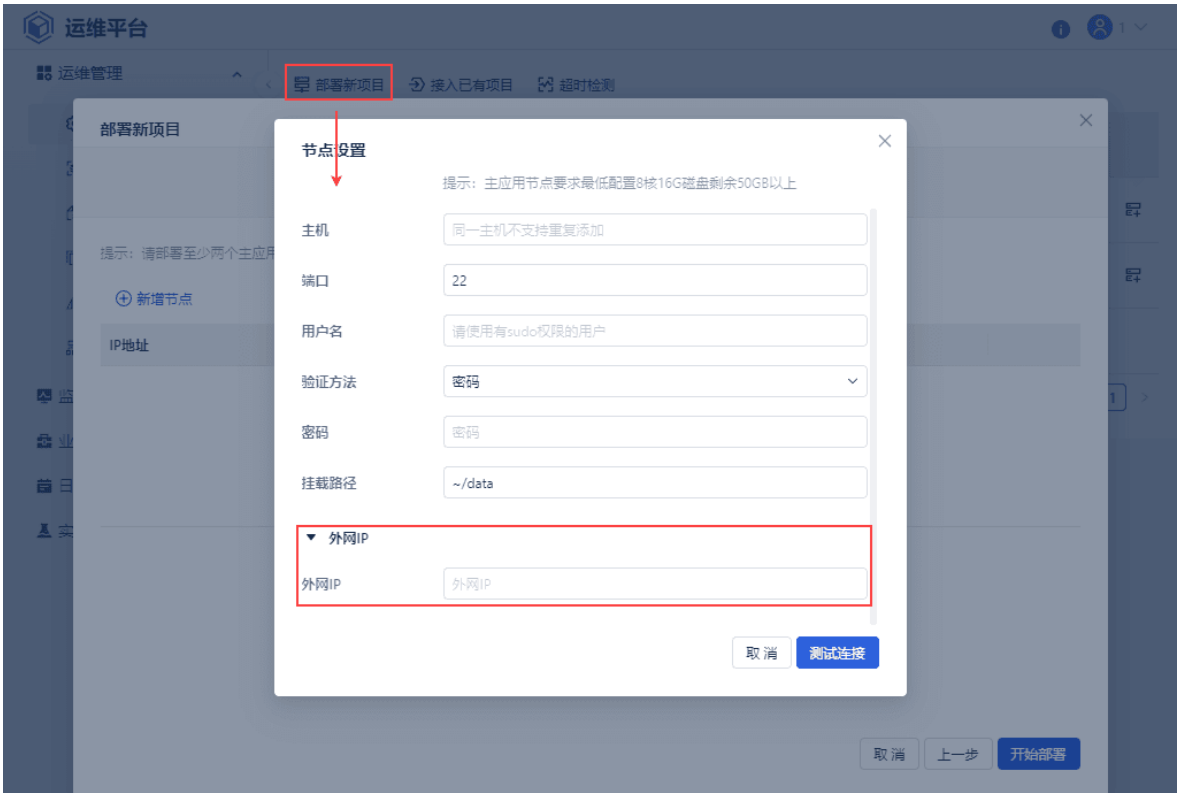 运维平台
1
运维管理
部署新项目
接入已有项目
超时检测
部署新项目
节点设置
提示：主应用节点要求最低配置8核16G磁盘剩余50GB以上
主机
同一主机不支持重复添加
提示：请部署至少两个主应用
端口
22
新增节点
用户名
请使用有sudo权限的用户
IP地址
验证方法
密码
监
1
密码
密码
业
挂载路径
~/data
日
外网IP
外网IP
外网IP
取消
测试连接
取消
上一步
开始部署